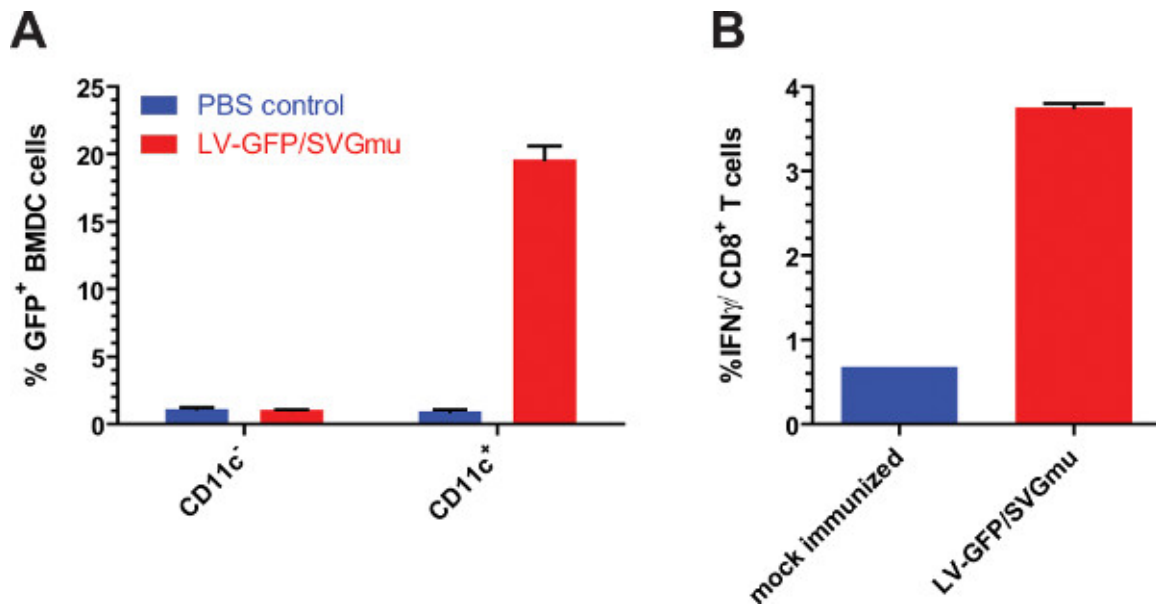 A
% GFP⁺ BMDC cells
25
20
15
10
5
0
PBS control
LV-GFP/SVGmu
CD11c⁻
CD11c⁺
B
%IFNγ/ CD8⁺ T cells
4
3
2
1
0
mock immunized
LV-GFP/SVGmu